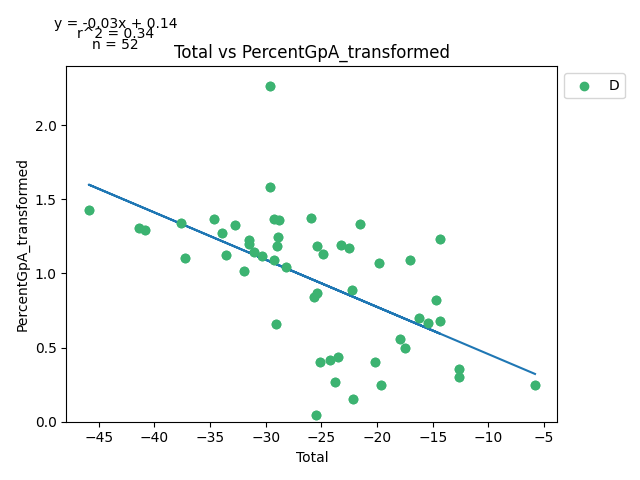 y = -0.03x + 0.14
r^2 = 0.34
n = 52
Total vs PercentGpA_transformed
D
PercentGpA_transformed
2.0
1.5
1.0
0.5
0.0
−45
−40
−35
−30
−25
−20
−15
−10
−5
Total